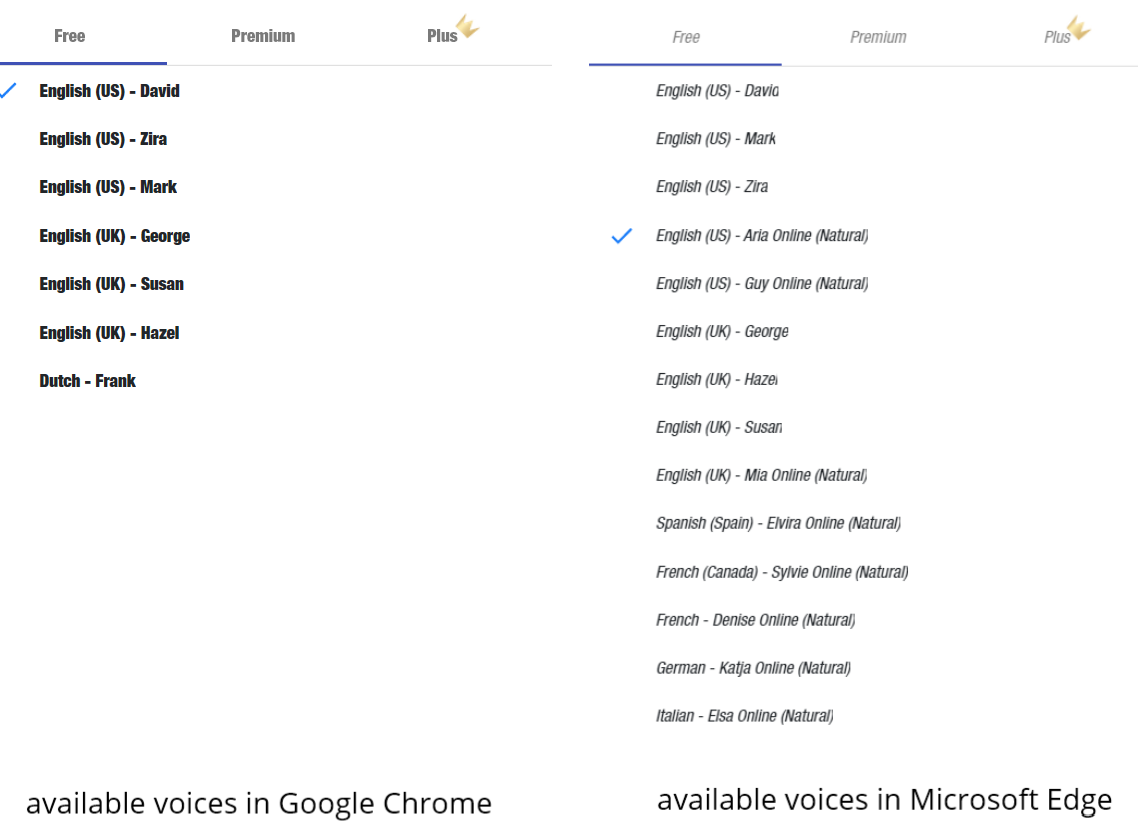 Free Premium Plus
English (US) - David
English (US) - Zira
English (US) - Mark
English (UK) - George
English (UK) - Susan
English (UK) - Hazel
Dutch - Frank
available voices in Google Chrome
Free Premium Plus
English (US) - David
English (US) - Mark
English (US) - Zira
English (US) - Aria Online (Natural)
English (US) - Guy Online (Natural)
English (UK) - George
English (UK) - Hazel
English (UK) - Susan
English (UK) - Mia Online (Natural)
Spanish (Spain) - Elvira Online (Natural)
French (Canada) - Sylvie Online (Natural)
French - Denise Online (Natural)
German - Katja Online (Natural)
Italian - Elsa Online (Natural)
available voices in Microsoft Edge